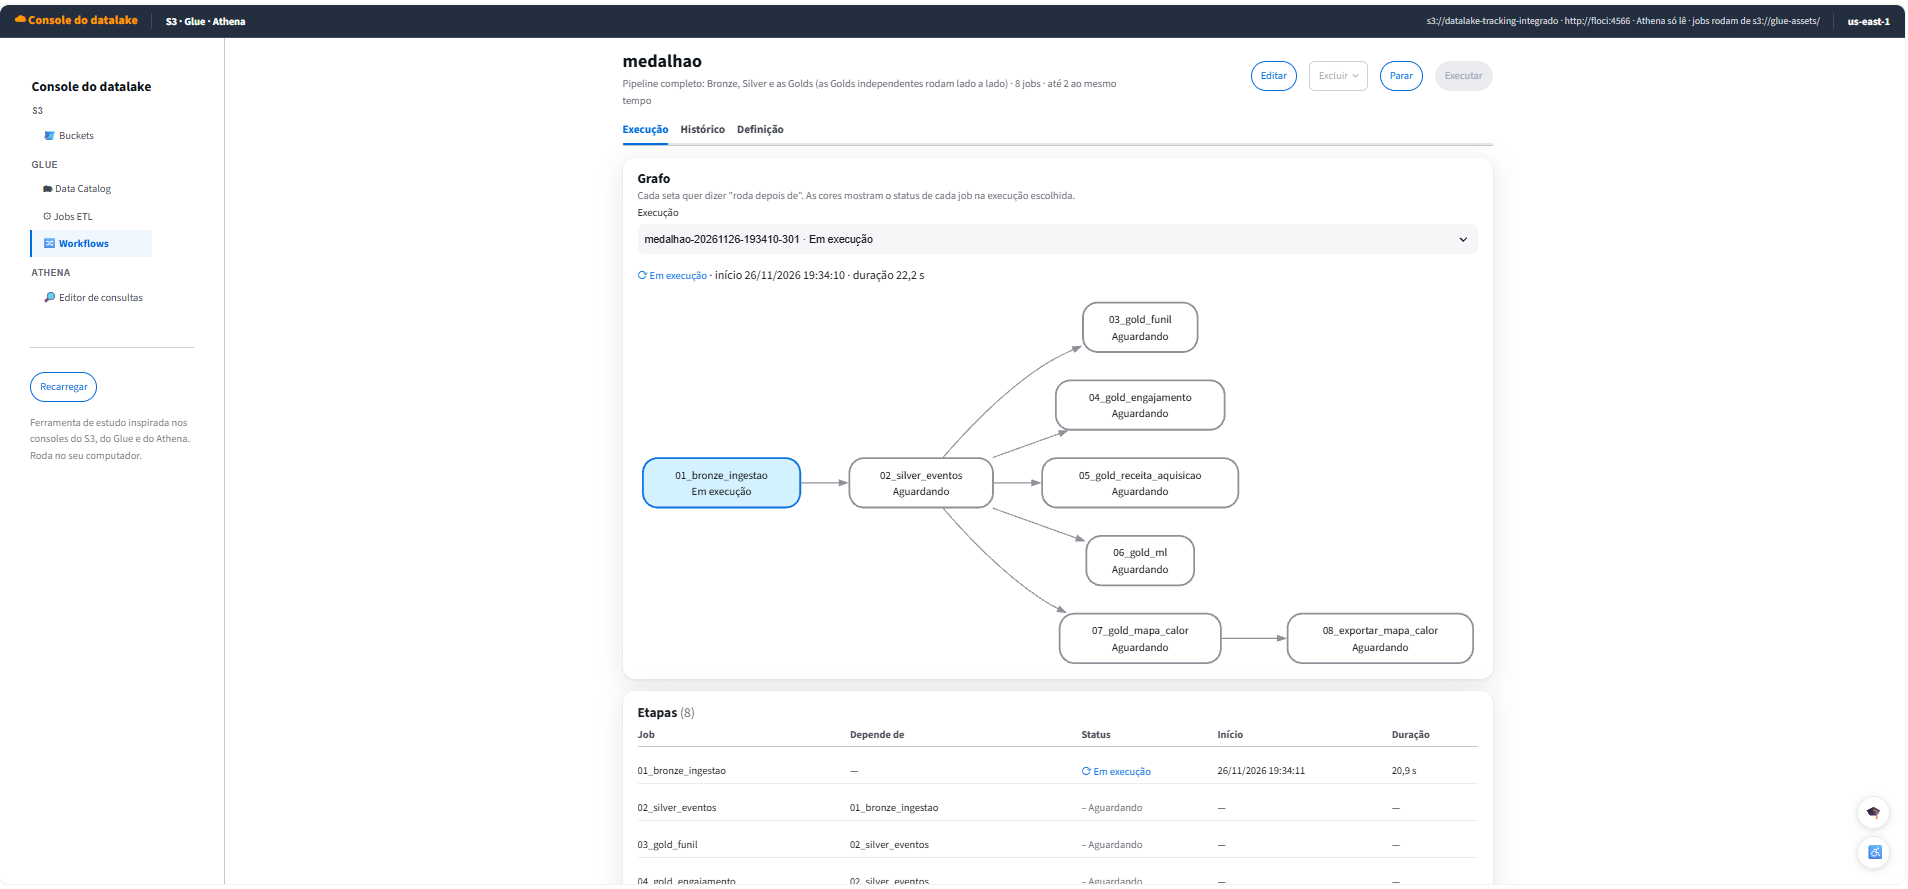 Console do datalake
S3 · Glue · Athena
s3://datalake-tracking-integrado · http://floci:4566 · Athena só lê · jobs rodam de s3://glue-assets/
us-east-1
Console do datalake
S3
Buckets
GLUE
Data Catalog
Jobs ETL
Workflows
ATHENA
Editor de consultas
Recarregar
Ferramenta de estudo inspirada nos
consoles do S3, do Glue e do Athena.
Roda no seu computador.
medalhao
Pipeline completo: Bronze, Silver e as Golds (as Golds independentes rodam lado a lado) · 8 jobs · até 2 ao mesmo
tempo
Editar
Excluir
Parar
Executar
Execução
Histórico
Definição
Grafo
Cada seta quer dizer "roda depois de". As cores mostram o status de cada job na execução escolhida.
Execução
medalhao-20261126-193410-301 · Em execução
Em execução · início 26/11/2026 19:34:10 · duração 22,2 s
03_gold_funil
Aguardando
04_gold_engajamento
Aguardando
01_bronze_ingestao
Em execução
02_silver_eventos
Aguardando
05_gold_receita_aquisicao
Aguardando
06_gold_ml
Aguardando
07_gold_mapa_calor
Aguardando
08_exportar_mapa_calor
Aguardando
Etapas (8)
Job Depende de Status Início Duração
01_bronze_ingestao — Em execução 26/11/2026 19:34:11 20,9 s
02_silver_eventos 01_bronze_ingestao – Aguardando — —
03_gold_funil 02_silver_eventos – Aguardando — —
04_gold_engajamento 02_silver_eventos – Aguardando — —